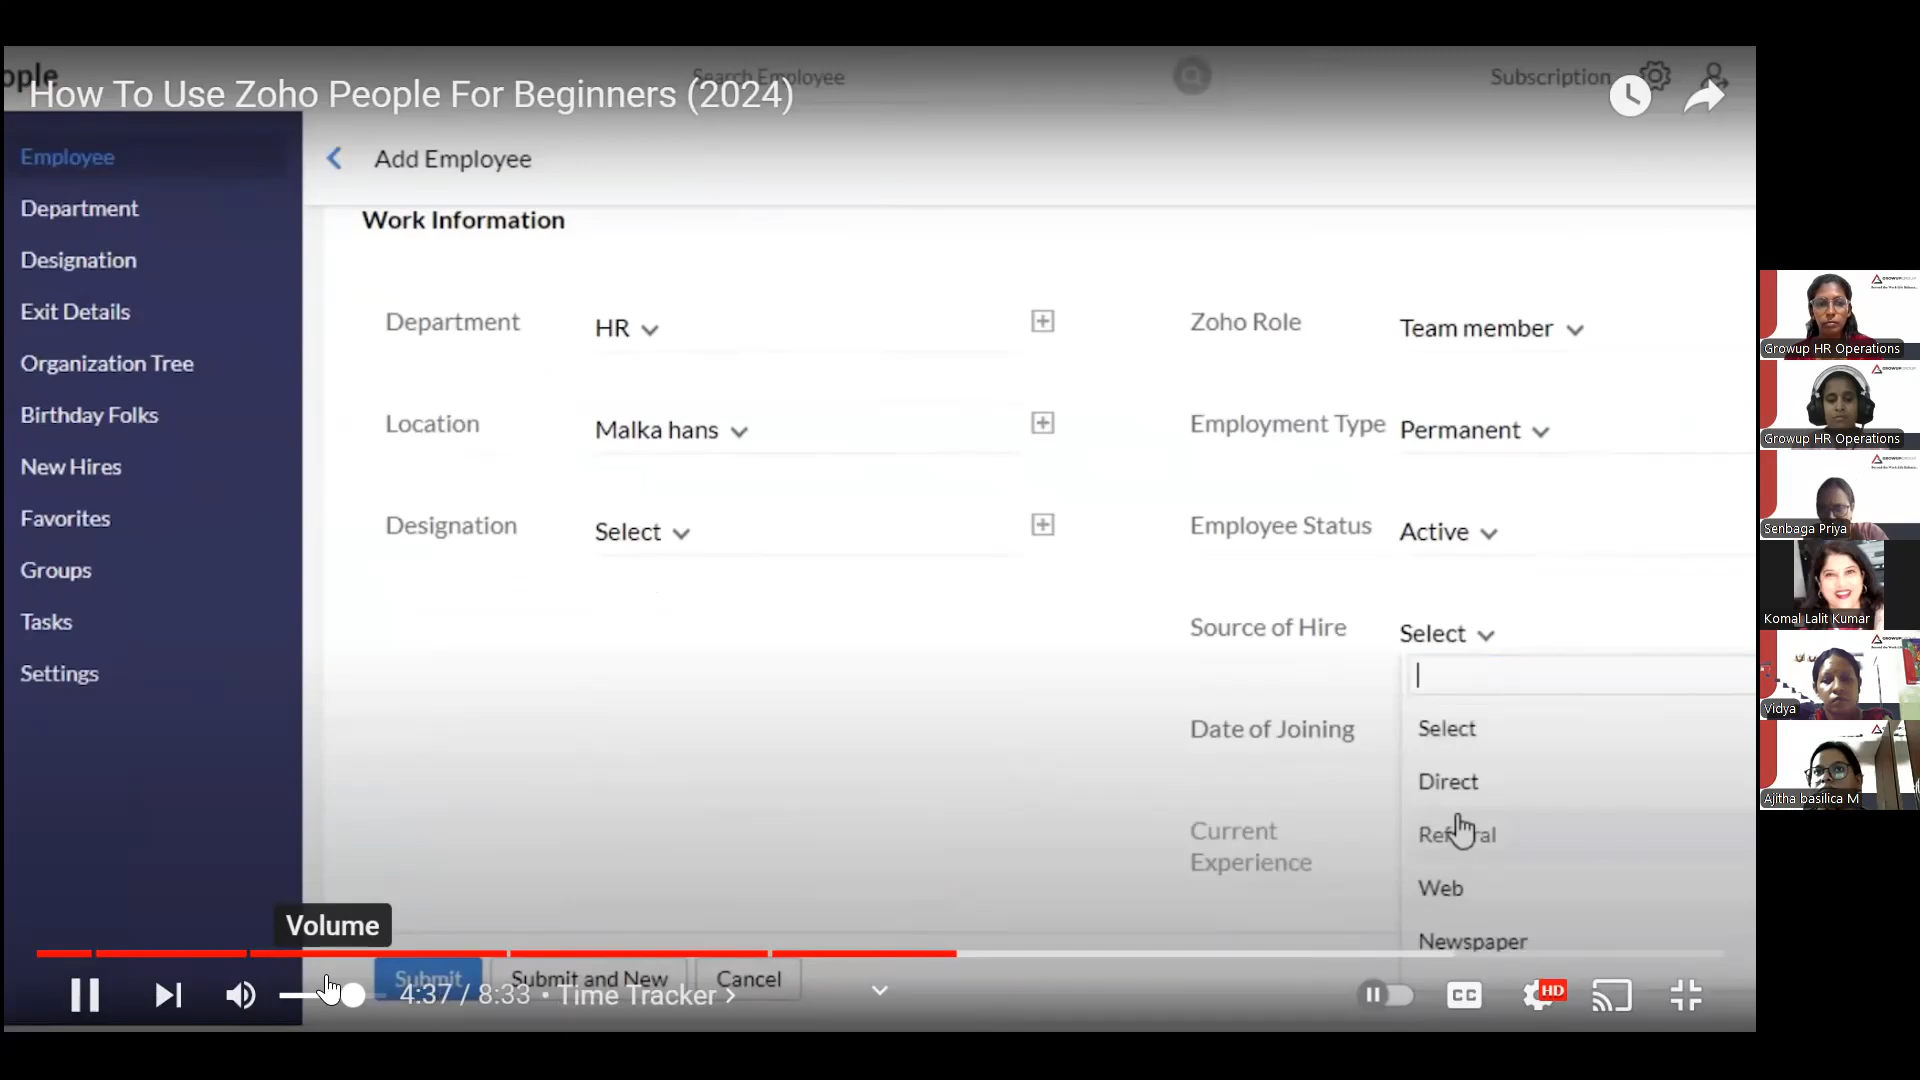 ople
Search Employee
Subscription
How To Use Zoho People For Beginners (2024)
Employee
Department
Designation
Exit Details
Organization Tree
Birthday Folks
New Hires
Favorites
Groups
Tasks
Settings
Add Employee
Work Information
Department
HR
Zoho Role
Team member
Location
Malka hans
Employment Type
Permanent
Designation
Select
Employee Status
Active
Source of Hire
Select
Select
Direct
Referral
Web
Newspaper
Date of Joining
Current
Experience
Volume
Submit
Submit and New
Cancel
4:37 / 8:33 • Time Tracker
CC
HD
Growup HR Operations
Growup HR Operations
Senbaga Priya
Komal Lalit Kumar
Vidya
Ajitha basilica M